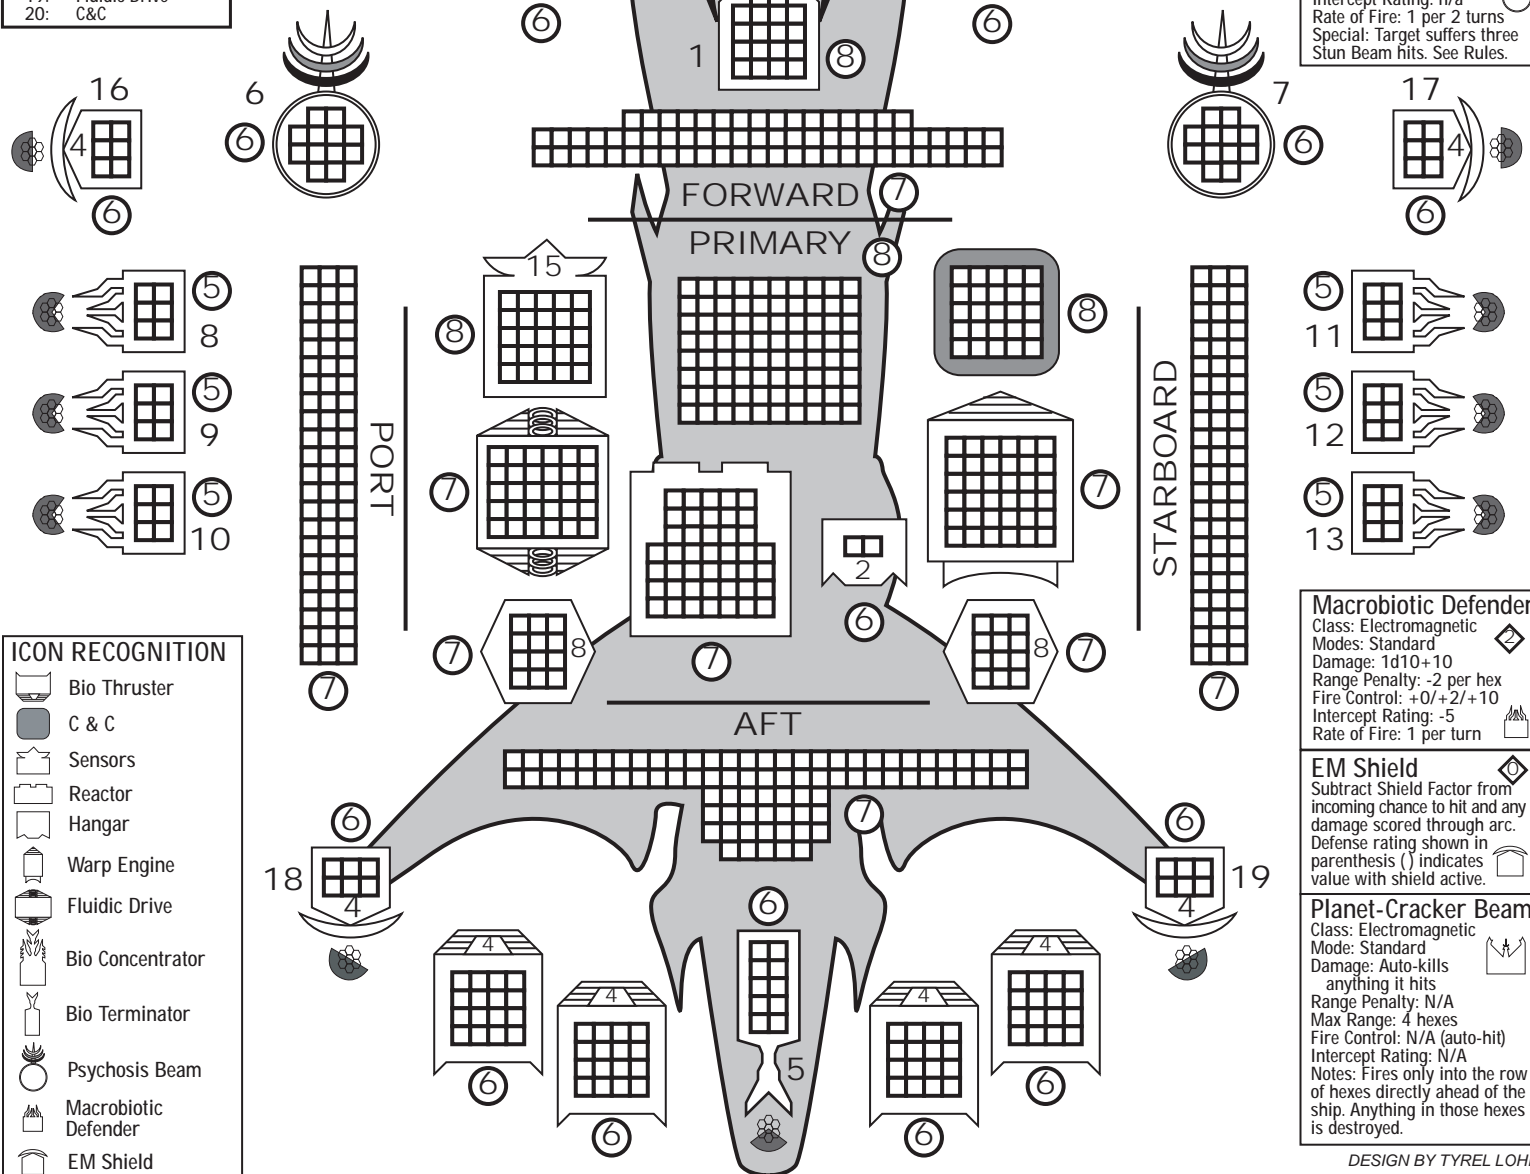 20: C&C
6
6
Rate of Fire: 1 per 2 turns
Special: Target suffers three
Stun Beam hits. See Rules.
1
8
16
4
6
6
6
7
6
17
4
6
FORWARD
7
PRIMARY
8
5
8
5
9
5
10
PORT
7
15
8
7
7
8
7
8
7
2
6
7
8
STARBOARD
7
5
11
5
12
5
13
AFT
7
6
18
4
6
19
4
4
6
4
6
6
5
4
6
4
6
ICON RECOGNITION
Bio Thruster
C & C
Sensors
Reactor
Hangar
Warp Engine
Fluidic Drive
Bio Concentrator
Bio Terminator
Psychosis Beam
Macrobiotic
Defender
EM Shield
Macrobiotic Defender
Class: Electromagnetic
2
Modes: Standard
Damage: 1d10+10
Range Penalty: -2 per hex
Fire Control: +0/+2/+10
Intercept Rating: -5
Rate of Fire: 1 per turn
EM Shield
0
Subtract Shield Factor from
incoming chance to hit and any
damage scored through arc.
Defense rating shown in
parenthesis () indicates
value with shield active.
Planet-Cracker Beam
Class: Electromagnetic
Mode: Standard
Damage: Auto-kills
anything it hits
Range Penalty: N/A
Max Range: 4 hexes
Fire Control: N/A (auto-hit)
Intercept Rating: N/A
Notes: Fires only into the row
of hexes directly ahead of the
ship. Anything in those hexes
is destroyed.
DESIGN BY TYREL